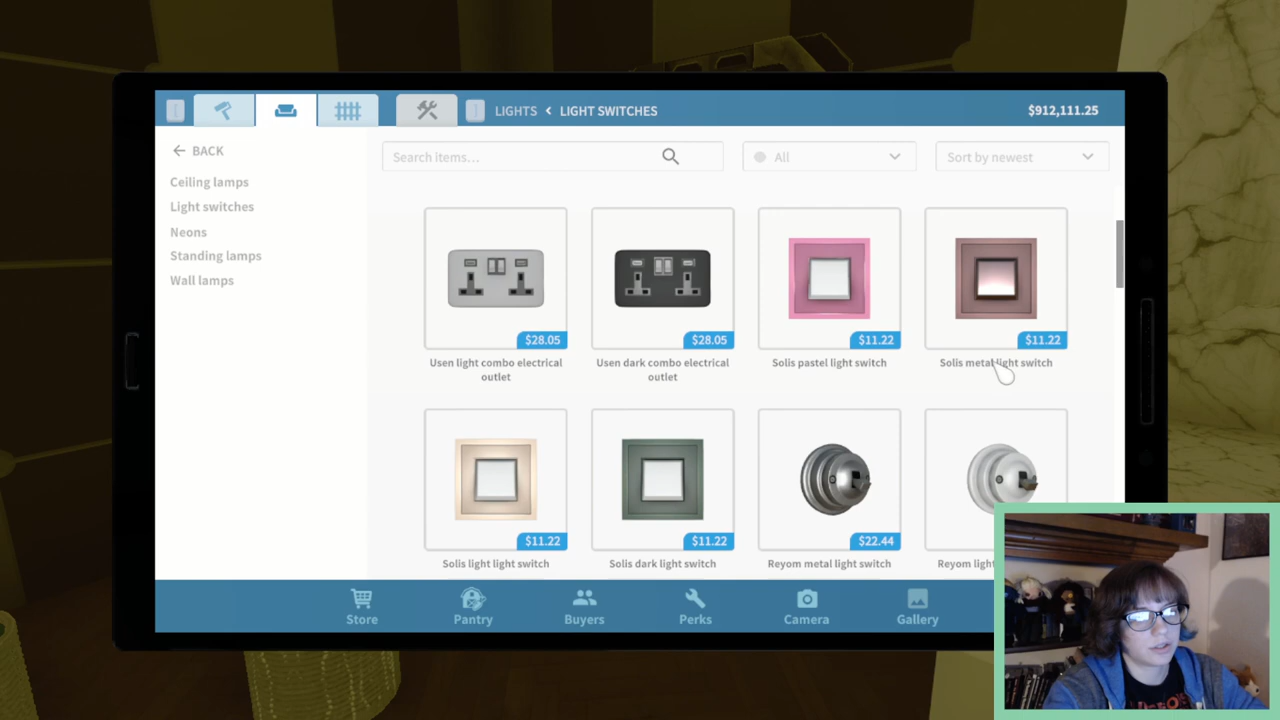 LIGHTS < LIGHT SWITCHES
$912,111.25
BACK
Search items...
All
Sort by newest
Ceiling lamps
Light switches
Neons
Standing lamps
Wall lamps
$28.05
$28.05
$11.22
$11.22
Usen light combo electrical
outlet
Usen dark combo electrical
outlet
Solis pastel light switch
Solis metal light switch
$11.22
$11.22
$22.44
Solis light light switch
Solis dark light switch
Reyom metal light switch
Reyom
Store
Pantry
Buyers
Perks
Camera
Gallery